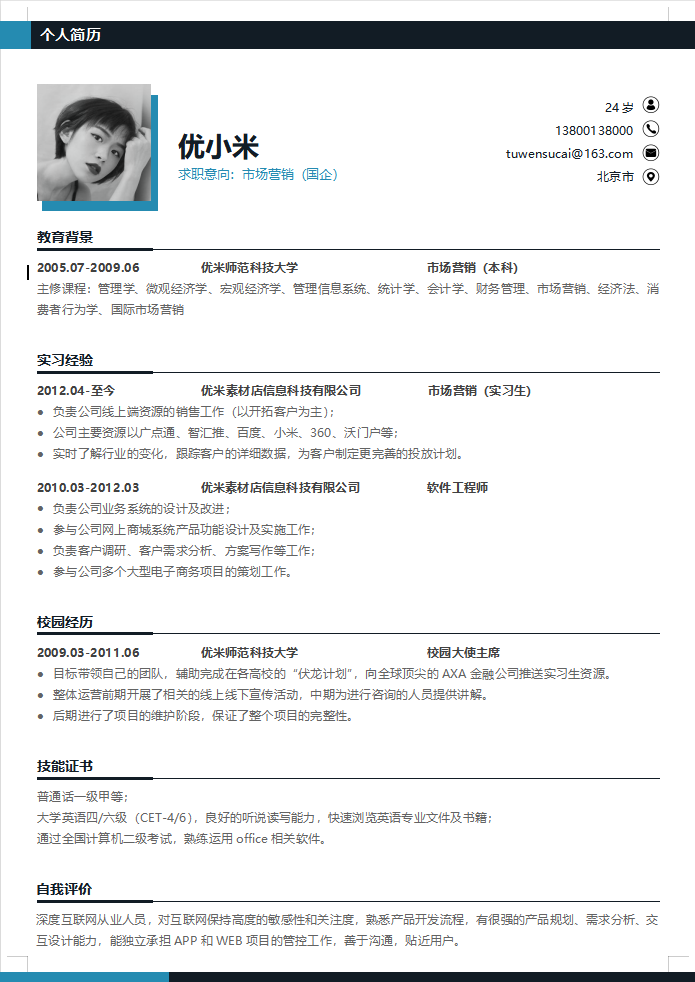 个人简历
24 岁
13800138000
优小米
tuwensucai@163.com
求职意向：市场营销（国企）
北京市
教育背景
2005.07-2009.06 优米师范科技大学 市场营销（本科）
主修课程：管理学、微观经济学、宏观经济学、管理信息系统、统计学、会计学、财务管理、市场营销、经济法、消
费者行为学、国际市场营销
实习经验
2012.04-至今 优米素材店信息科技有限公司 市场营销（实习生）
● 负责公司线上端资源的销售工作（以开拓客户为主）；
● 公司主要资源以广点通、智汇推、百度、小米、360、沃门户等；
● 实时了解行业的变化，跟踪客户的详细数据，为客户制定更完善的投放计划。
2010.03-2012.03 优米素材店信息科技有限公司 软件工程师
● 负责公司业务系统的设计及改进；
● 参与公司网上商城系统产品功能设计及实施工作；
● 负责客户调研、客户需求分析、方案写作等工作；
● 参与公司多个大型电子商务项目的策划工作。
校园经历
2009.03-2011.06 优米师范科技大学 校园大使主席
● 目标带领自己的团队，辅助完成在各高校的“伏龙计划”，向全球顶尖的 AXA 金融公司推送实习生资源。
● 整体运营前期开展了相关的线上线下宣传活动，中期为进行咨询的人员提供讲解。
● 后期进行了项目的维护阶段，保证了整个项目的完整性。
技能证书
普通话一级甲等；
大学英语四/六级（CET-4/6），良好的听说读写能力，快速浏览英语专业文件及书籍；
通过全国计算机二级考试，熟练运用 office 相关软件。
自我评价
深度互联网从业人员，对互联网保持高度的敏感性和关注度，熟悉产品开发流程，有很强的产品规划、需求分析、交
互设计能力，能独立承担 APP 和 WEB 项目的管控工作，善于沟通，贴近用户。